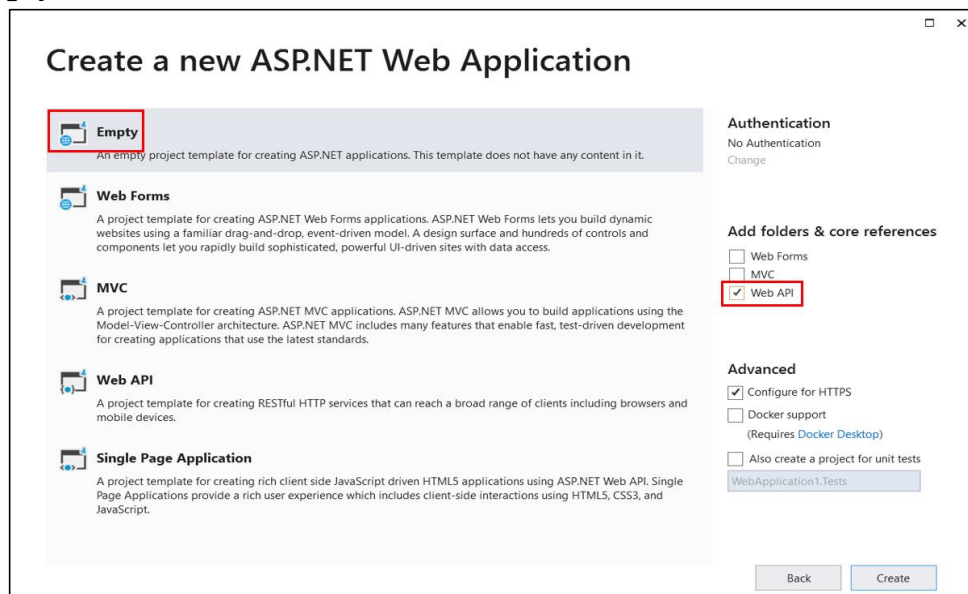 Create a new ASP.NET Web Application
Empty
An empty project template for creating ASP.NET applications. This template does not have any content in it.
Web Forms
A project template for creating ASP.NET Web Forms applications. ASP.NET Web Forms lets you build dynamic
websites using a familiar drag-and-drop, event-driven model. A design surface and hundreds of controls and
components let you rapidly build sophisticated, powerful UI-driven sites with data access.
MVC
A project template for creating ASP.NET MVC applications. ASP.NET MVC allows you to build applications using the
Model-View-Controller architecture. ASP.NET MVC includes many features that enable fast, test-driven development
for creating applications that use the latest standards.
Web API
A project template for creating RESTful HTTP services that can reach a broad range of clients including browsers and
mobile devices.
Single Page Application
A project template for creating rich client side JavaScript driven HTML5 applications using ASP.NET Web API. Single
Page Applications provide a rich user experience which includes client-side interactions using HTML5, CSS3, and
JavaScript.
Authentication
No Authentication
Change
Add folders & core references
Web Forms
MVC
Web API
Advanced
Configure for HTTPS
Docker support
(Requires Docker Desktop)
Also create a project for unit tests
WebApplication1.Tests
Back
Create